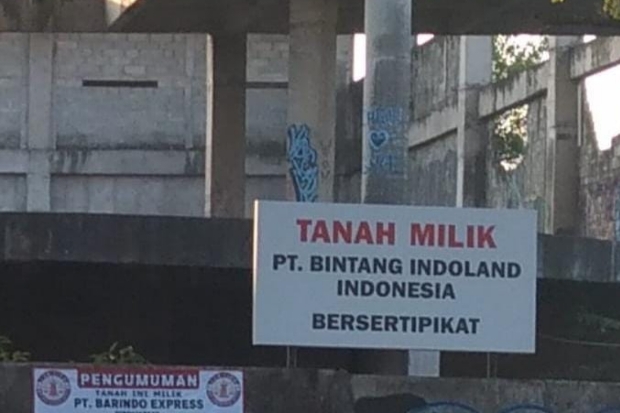 TANAH MILIK
PT. BINTANG INDOLAND
INDONESIA
BERSERTIPIKAT
PENGUMUMAN
TANAH INI MILIK
PT. BARINDO EXPRESS